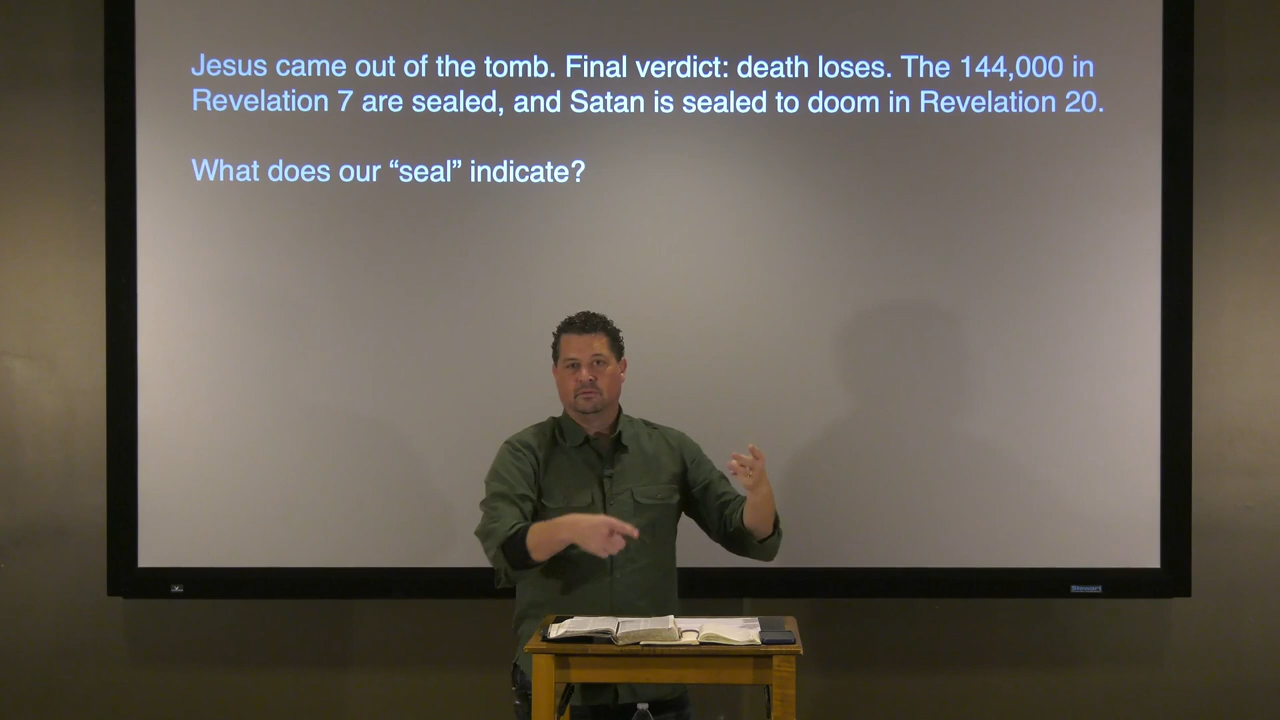 Jesus came out of the tomb. Final verdict: death loses. The 144,000 in
Revelation 7 are sealed, and Satan is sealed to doom in Revelation 20.
What does our “seal” indicate?
Stewart